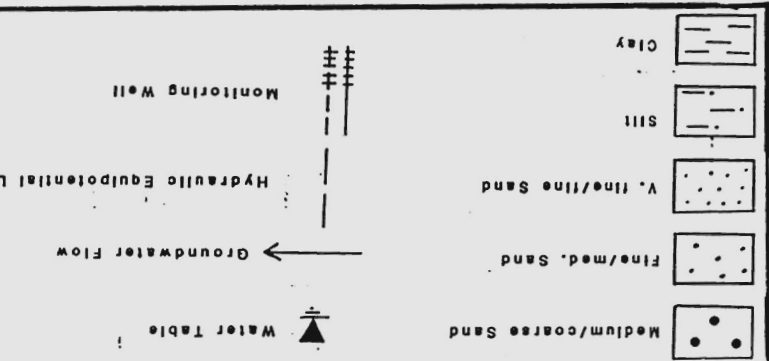 Medium/coarse Sand
Fine/med. Sand
V. fine/fine Sand
Silt
Clay
Water Table
Groundwater Flow
Hydraulic Equipotential L
Monitoring Well